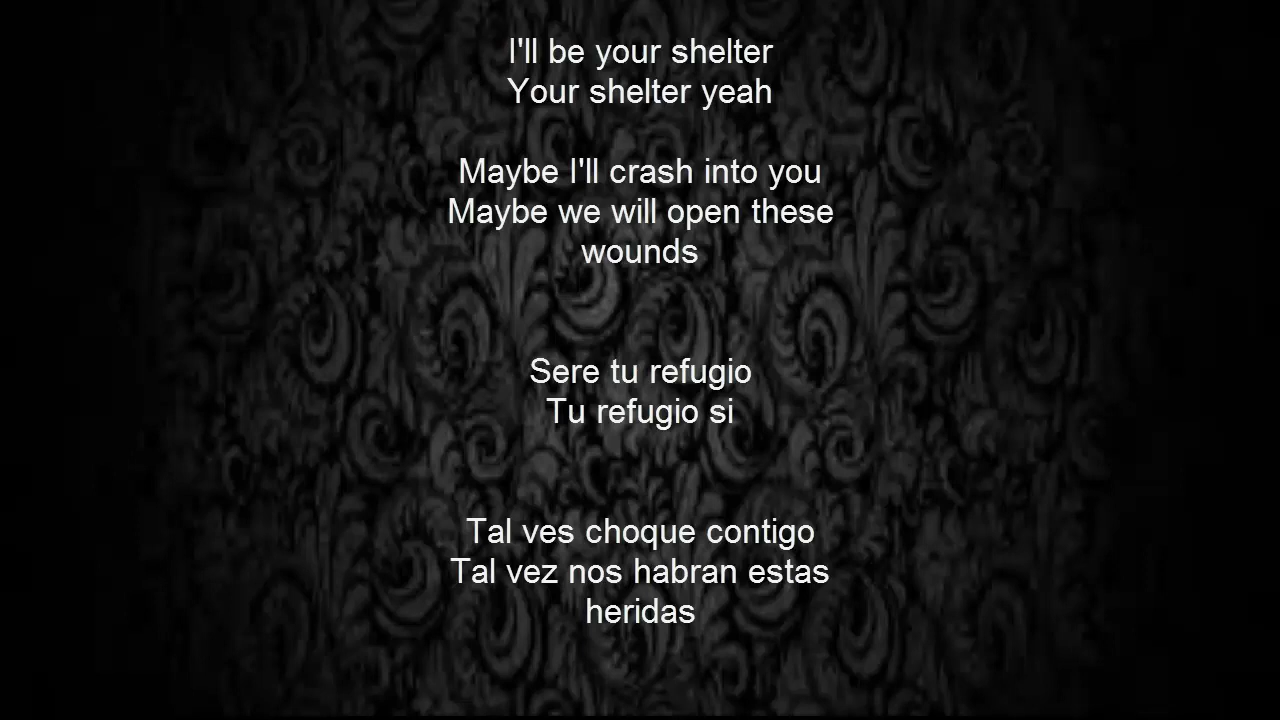 I'll be your shelter
Your shelter yeah
Maybe I'll crash into you
Maybe we will open these
wounds
Sere tu refugio
Tu refugio si
Tal ves choque contigo
Tal vez nos habran estas
heridas